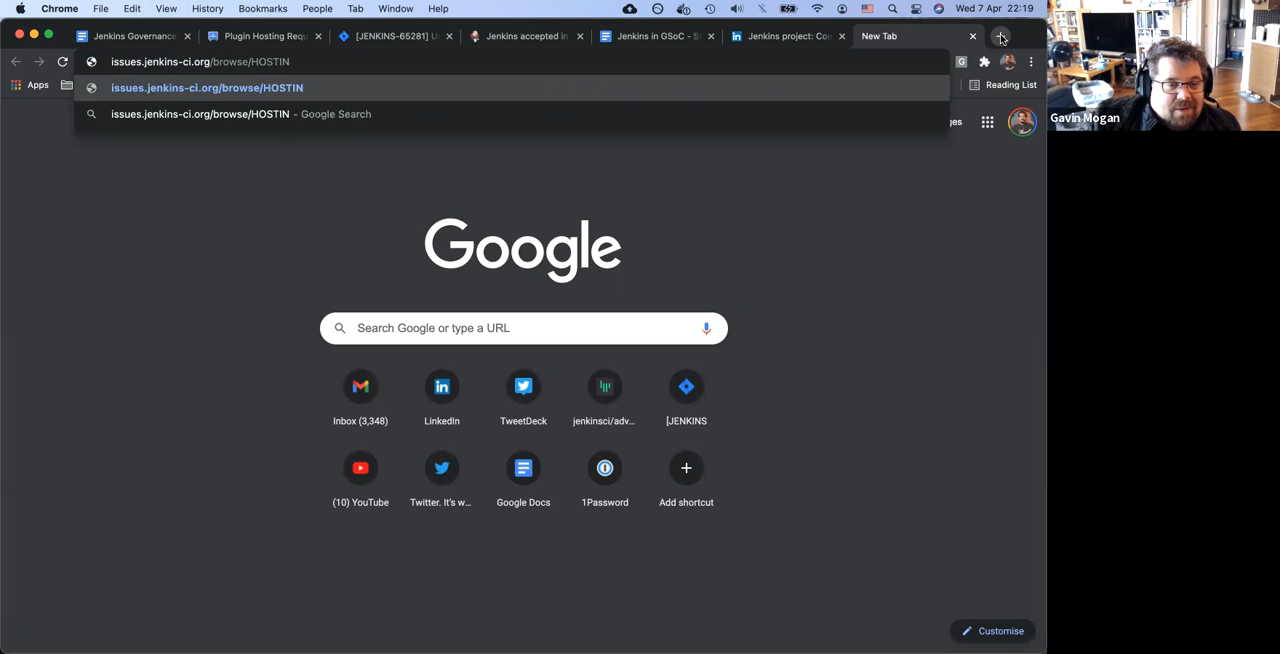 Chrome File Edit View History Bookmarks People Tab Window Help Wed 7 Apr 22:19
Jenkins Governance Plugin Hosting Requ [JENKINS-65281] U Jenkins accepted in Jenkins in GSoC - S Jenkins project: Con New Tab
issues.jenkins-ci.org/browse/HOSTIN
Apps issues.jenkins-ci.org/browse/HOSTIN Reading List
issues.jenkins-ci.org/browse/HOSTIN - Google Search
ges
Gavin Mogan
Google
Search Google or type a URL
Inbox (3,348) LinkedIn TweetDeck jenkinsci/adv... [JENKINS
(10) YouTube Twitter. It's w... Google Docs 1Password Add shortcut
Customise